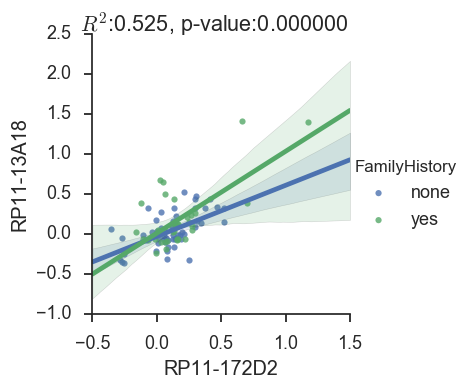 R²:0.525, p-value:0.000000
2.5
2.0
1.5
1.0
0.5
0.0
−0.5
−1.0
RP11-13A18
−0.5 0.0 0.5 1.0 1.5
RP11-172D2
FamilyHistory
none
yes